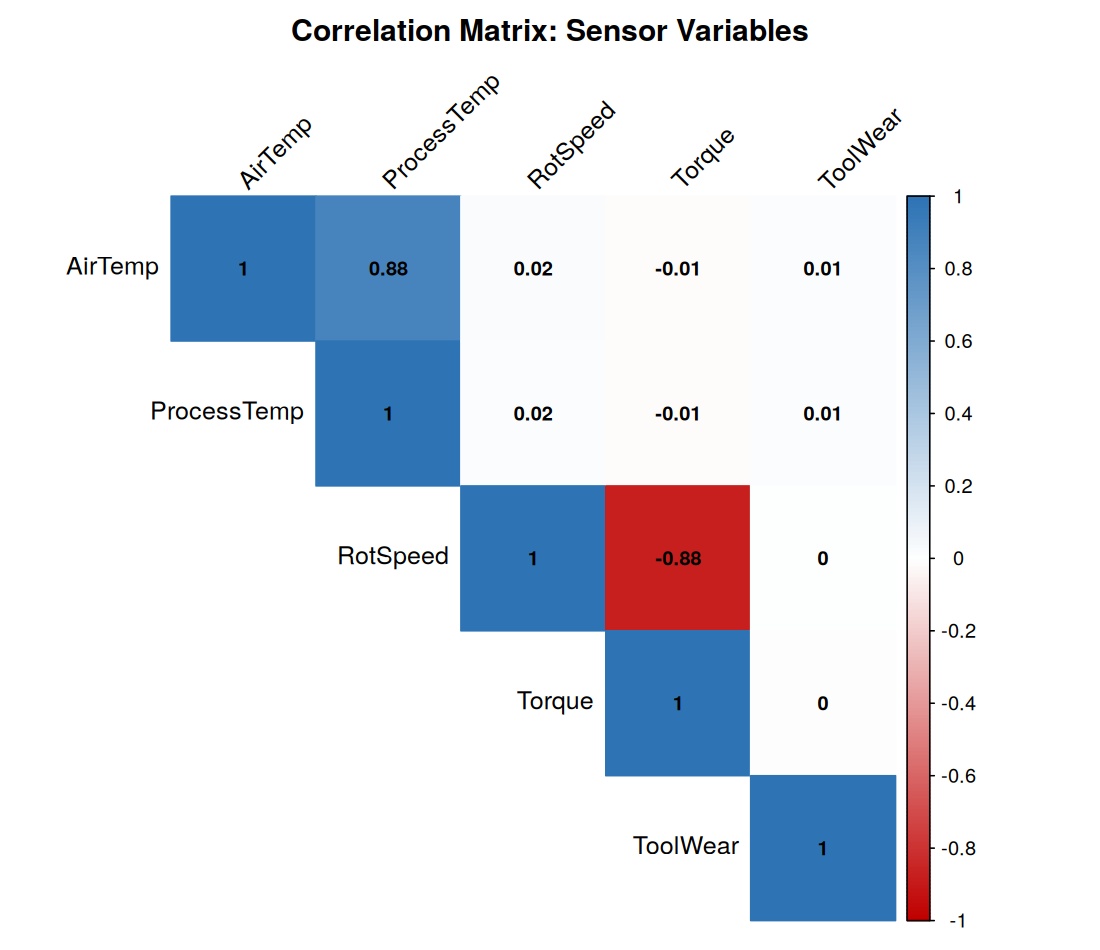 Correlation Matrix: Sensor Variables
AirTemp
ProcessTemp
RotSpeed
Torque
ToolWear
AirTemp 1 0.88 0.02 -0.01 0.01
ProcessTemp 1 0.02 -0.01 0.01
RotSpeed 1 -0.88 0
Torque 1 0
ToolWear 1
1
0.8
0.6
0.4
0.2
0
-0.2
-0.4
-0.6
-0.8
-1